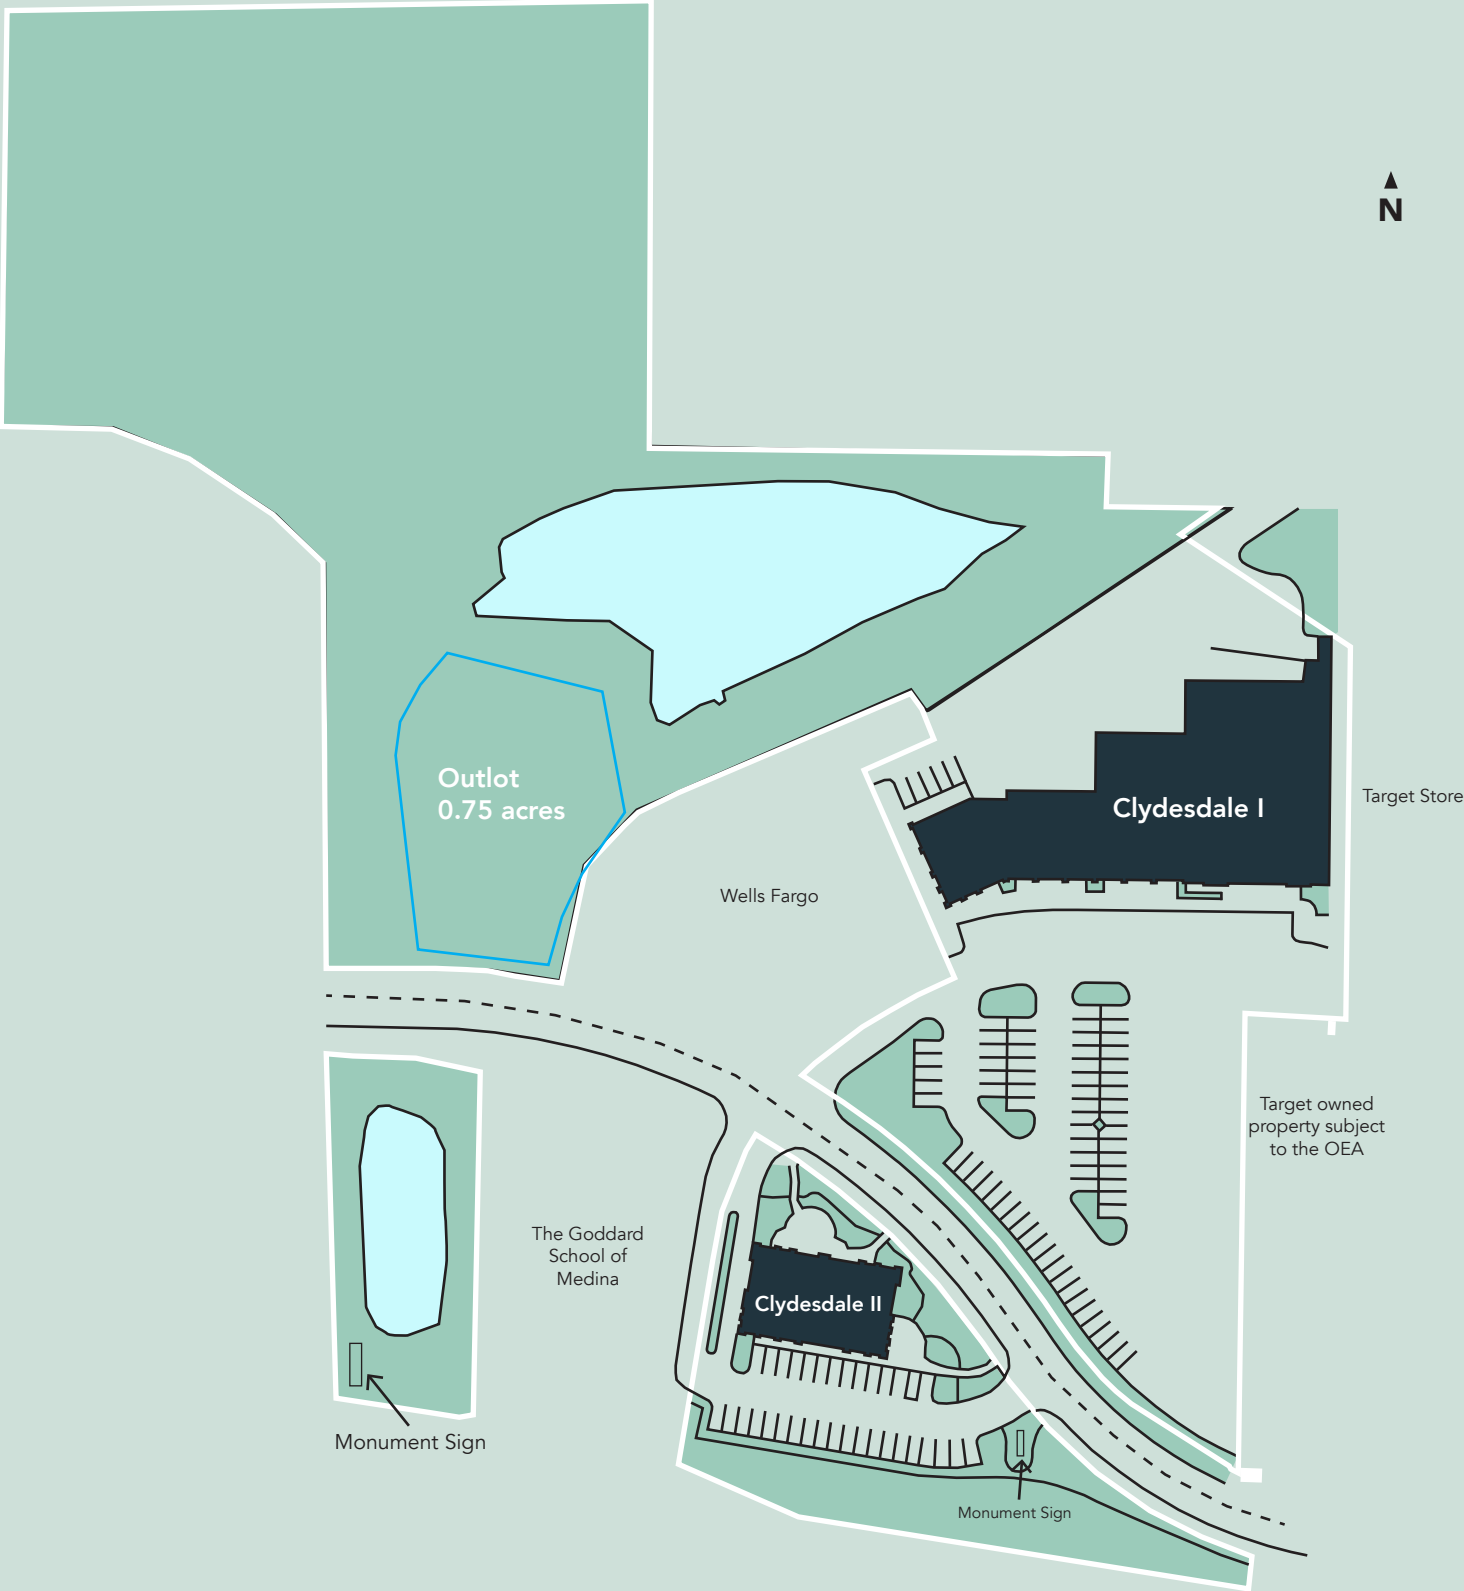 N
Outlot
0.75 acres
Clydesdale I
Target Store
Wells Fargo
Target owned
property subject
to the OEA
The Goddard
School of
Medina
Clydesdale II
Monument Sign
Monument Sign